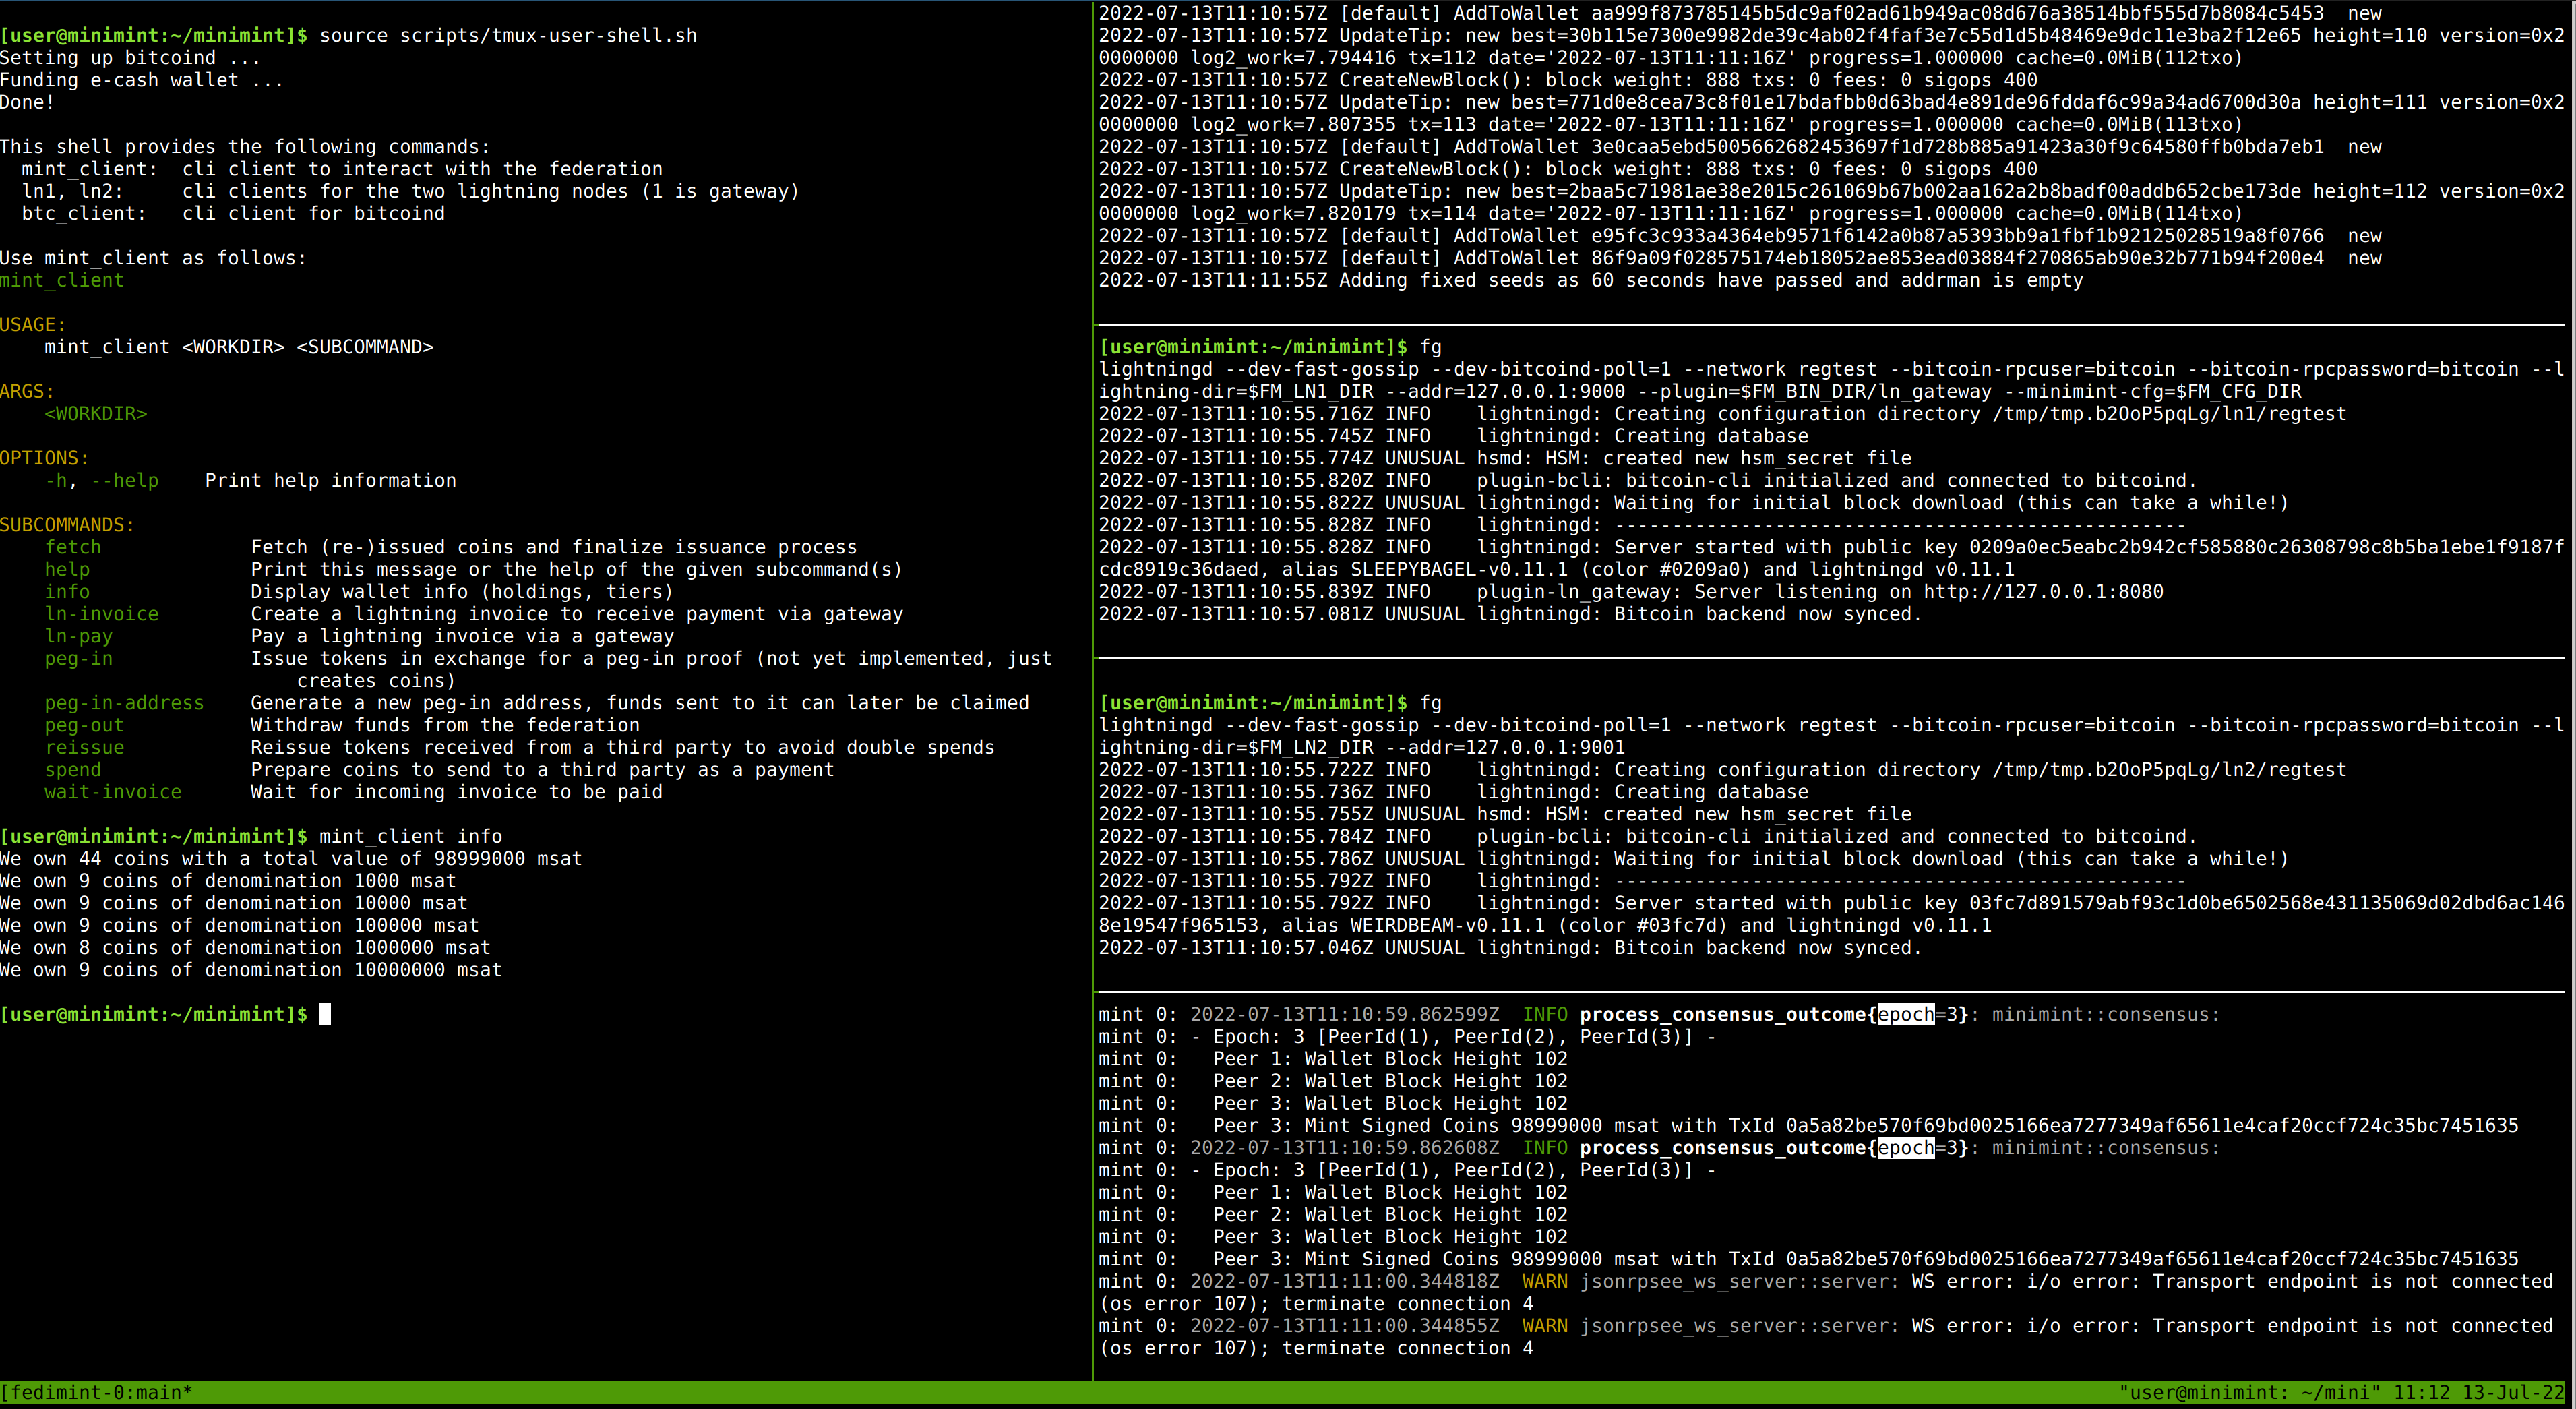 [user@minimint:~/minimint]$ source scripts/tmux-user-shell.sh
Setting up bitcoind ...
Funding e-cash wallet ...
Done!
This shell provides the following commands:
mint_client:  cli client to interact with the federation
ln1, ln2:     cli clients for the two lightning nodes (1 is gateway)
btc_client:   cli client for bitcoind
Use mint_client as follows:
mint_client
USAGE:
mint_client <WORKDIR> <SUBCOMMAND>
ARGS:
<WORKDIR>
OPTIONS:
-h, --help    Print help information
SUBCOMMANDS:
fetch             Fetch (re-)issued coins and finalize issuance process
help              Print this message or the help of the given subcommand(s)
info              Display wallet info (holdings, tiers)
ln-invoice        Create a lightning invoice to receive payment via gateway
ln-pay            Pay a lightning invoice via a gateway
peg-in            Issue tokens in exchange for a peg-in proof (not yet implemented, just
creates coins)
peg-in-address    Generate a new peg-in address, funds sent to it can later be claimed
peg-out           Withdraw funds from the federation
reissue           Reissue tokens received from a third party to avoid double spends
spend             Prepare coins to send to a third party as a payment
wait-invoice      Wait for incoming invoice to be paid
[user@minimint:~/minimint]$ mint_client info
We own 44 coins with a total value of 98999000 msat
We own 9 coins of denomination 1000 msat
We own 9 coins of denomination 10000 msat
We own 9 coins of denomination 100000 msat
We own 8 coins of denomination 1000000 msat
We own 9 coins of denomination 10000000 msat
[user@minimint:~/minimint]$
2022-07-13T11:10:57Z [default] AddToWallet aa999f873785145b5dc9af02ad61b949ac08d676a38514bbf555d7b8084c5453  new
2022-07-13T11:10:57Z UpdateTip: new best=30b115e7300e9982de39c4ab02f4faf3e7c55d1d5b48469e9dc11e3ba2f12e65 height=110 version=0x2
0000000 log2_work=7.794416 tx=112 date='2022-07-13T11:11:16Z' progress=1.000000 cache=0.0MiB(112txo)
2022-07-13T11:10:57Z CreateNewBlock(): block weight: 888 txs: 0 fees: 0 sigops 400
2022-07-13T11:10:57Z UpdateTip: new best=771d0e8cea73c8f01e17bdafbb0d63bad4e891de96fddaf6c99a34ad6700d30a height=111 version=0x2
0000000 log2_work=7.807355 tx=113 date='2022-07-13T11:11:16Z' progress=1.000000 cache=0.0MiB(113txo)
2022-07-13T11:10:57Z [default] AddToWallet 3e0caa5ebd5005662682453697f1d728b885a91423a30f9c64580ffb0bda7eb1  new
2022-07-13T11:10:57Z CreateNewBlock(): block weight: 888 txs: 0 fees: 0 sigops 400
2022-07-13T11:10:57Z UpdateTip: new best=2baa5c71981ae38e2015c261069b67b002aa162a2b8badf00addb652cbe173de height=112 version=0x2
0000000 log2_work=7.820179 tx=114 date='2022-07-13T11:11:16Z' progress=1.000000 cache=0.0MiB(114txo)
2022-07-13T11:10:57Z [default] AddToWallet e95fc3c933a4364eb9571f6142a0b87a5393bb9a1fbf1b92125028519a8f0766  new
2022-07-13T11:10:57Z [default] AddToWallet 86f9a09f028575174eb18052ae853ead03884f270865ab90e32b771b94f200e4  new
2022-07-13T11:11:55Z Adding fixed seeds as 60 seconds have passed and addrman is empty
[user@minimint:~/minimint]$ fg
lightningd --dev-fast-gossip --dev-bitcoind-poll=1 --network regtest --bitcoin-rpcuser=bitcoin --bitcoin-rpcpassword=bitcoin --l
ightning-dir=$FM_LN1_DIR --addr=127.0.0.1:9000 --plugin=$FM_BIN_DIR/ln_gateway --minimint-cfg=$FM_CFG_DIR
2022-07-13T11:10:55.716Z INFO    lightningd: Creating configuration directory /tmp/tmp.b2OoP5pqLg/ln1/regtest
2022-07-13T11:10:55.745Z INFO    lightningd: Creating database
2022-07-13T11:10:55.774Z UNUSUAL hsmd: HSM: created new hsm_secret file
2022-07-13T11:10:55.820Z INFO    plugin-bcli: bitcoin-cli initialized and connected to bitcoind.
2022-07-13T11:10:55.822Z UNUSUAL lightningd: Waiting for initial block download (this can take a while!)
2022-07-13T11:10:55.828Z INFO    lightningd: --------------------------------------------------
2022-07-13T11:10:55.828Z INFO    lightningd: Server started with public key 0209a0ec5eabc2b942cf585880c26308798c8b5ba1ebe1f9187f
cdc8919c36daed, alias SLEEPYBAGEL-v0.11.1 (color #0209a0) and lightningd v0.11.1
2022-07-13T11:10:55.839Z INFO    plugin-ln_gateway: Server listening on http://127.0.0.1:8080
2022-07-13T11:10:57.081Z UNUSUAL lightningd: Bitcoin backend now synced.
[user@minimint:~/minimint]$ fg
lightningd --dev-fast-gossip --dev-bitcoind-poll=1 --network regtest --bitcoin-rpcuser=bitcoin --bitcoin-rpcpassword=bitcoin --l
ightning-dir=$FM_LN2_DIR --addr=127.0.0.1:9001
2022-07-13T11:10:55.722Z INFO    lightningd: Creating configuration directory /tmp/tmp.b2OoP5pqLg/ln2/regtest
2022-07-13T11:10:55.736Z INFO    lightningd: Creating database
2022-07-13T11:10:55.755Z UNUSUAL hsmd: HSM: created new hsm_secret file
2022-07-13T11:10:55.784Z INFO    plugin-bcli: bitcoin-cli initialized and connected to bitcoind.
2022-07-13T11:10:55.786Z UNUSUAL lightningd: Waiting for initial block download (this can take a while!)
2022-07-13T11:10:55.792Z INFO    lightningd: --------------------------------------------------
2022-07-13T11:10:55.792Z INFO    lightningd: Server started with public key 03fc7d891579abf93c1d0be6502568e431135069d02dbd6ac146
8e19547f965153, alias WEIRDBEAM-v0.11.1 (color #03fc7d) and lightningd v0.11.1
2022-07-13T11:10:57.046Z UNUSUAL lightningd: Bitcoin backend now synced.
mint 0: 2022-07-13T11:10:59.862599Z  INFO process_consensus_outcome{epoch=3}: minimint::consensus:
mint 0: - Epoch: 3 [PeerId(1), PeerId(2), PeerId(3)] -
mint 0:   Peer 1: Wallet Block Height 102
mint 0:   Peer 2: Wallet Block Height 102
mint 0:   Peer 3: Wallet Block Height 102
mint 0:   Peer 3: Mint Signed Coins 98999000 msat with TxId 0a5a82be570f69bd0025166ea7277349af65611e4caf20ccf724c35bc7451635
mint 0: 2022-07-13T11:10:59.862608Z  INFO process_consensus_outcome{epoch=3}: minimint::consensus:
mint 0: - Epoch: 3 [PeerId(1), PeerId(2), PeerId(3)] -
mint 0:   Peer 1: Wallet Block Height 102
mint 0:   Peer 2: Wallet Block Height 102
mint 0:   Peer 3: Wallet Block Height 102
mint 0:   Peer 3: Mint Signed Coins 98999000 msat with TxId 0a5a82be570f69bd0025166ea7277349af65611e4caf20ccf724c35bc7451635
mint 0: 2022-07-13T11:11:00.344818Z  WARN jsonrpsee_ws_server::server: WS error: i/o error: Transport endpoint is not connected
(os error 107); terminate connection 4
mint 0: 2022-07-13T11:11:00.344855Z  WARN jsonrpsee_ws_server::server: WS error: i/o error: Transport endpoint is not connected
(os error 107); terminate connection 4
[fedimint-0:main*
"user@minimint: ~/mini" 11:12 13-Jul-22